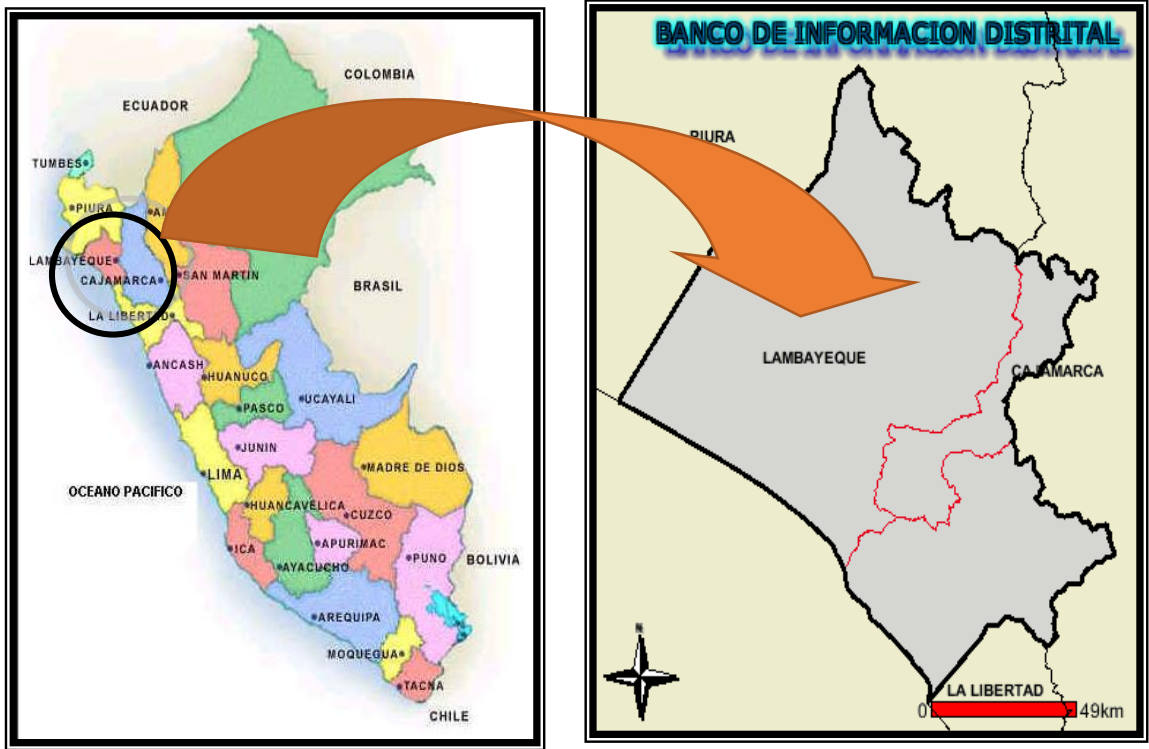 COLOMBIA
ECUADOR
TUMBES
PIURA
LAMBAYEQUE
CAJAMARCA
SAN MARTIN
BRASIL
LA LIBERTAD
ANCASH
HUANUCO
UCAYALI
PASCO
JUNIN
LIMA
MADRE DE DIOS
OCEANO PACIFICO
HUANCAVELICA
CUZCO
ICA
APURIMAC
PUNO
BOLIVIA
AYACUCHO
AREQUIPA
MOQUEGUA
TACNA
CHILE
BANCO DE INFORMACION DISTRITAL
PIURA
LAMBAYEQUE
CAJAMARCA
N
LA LIBERTAD
0 49km